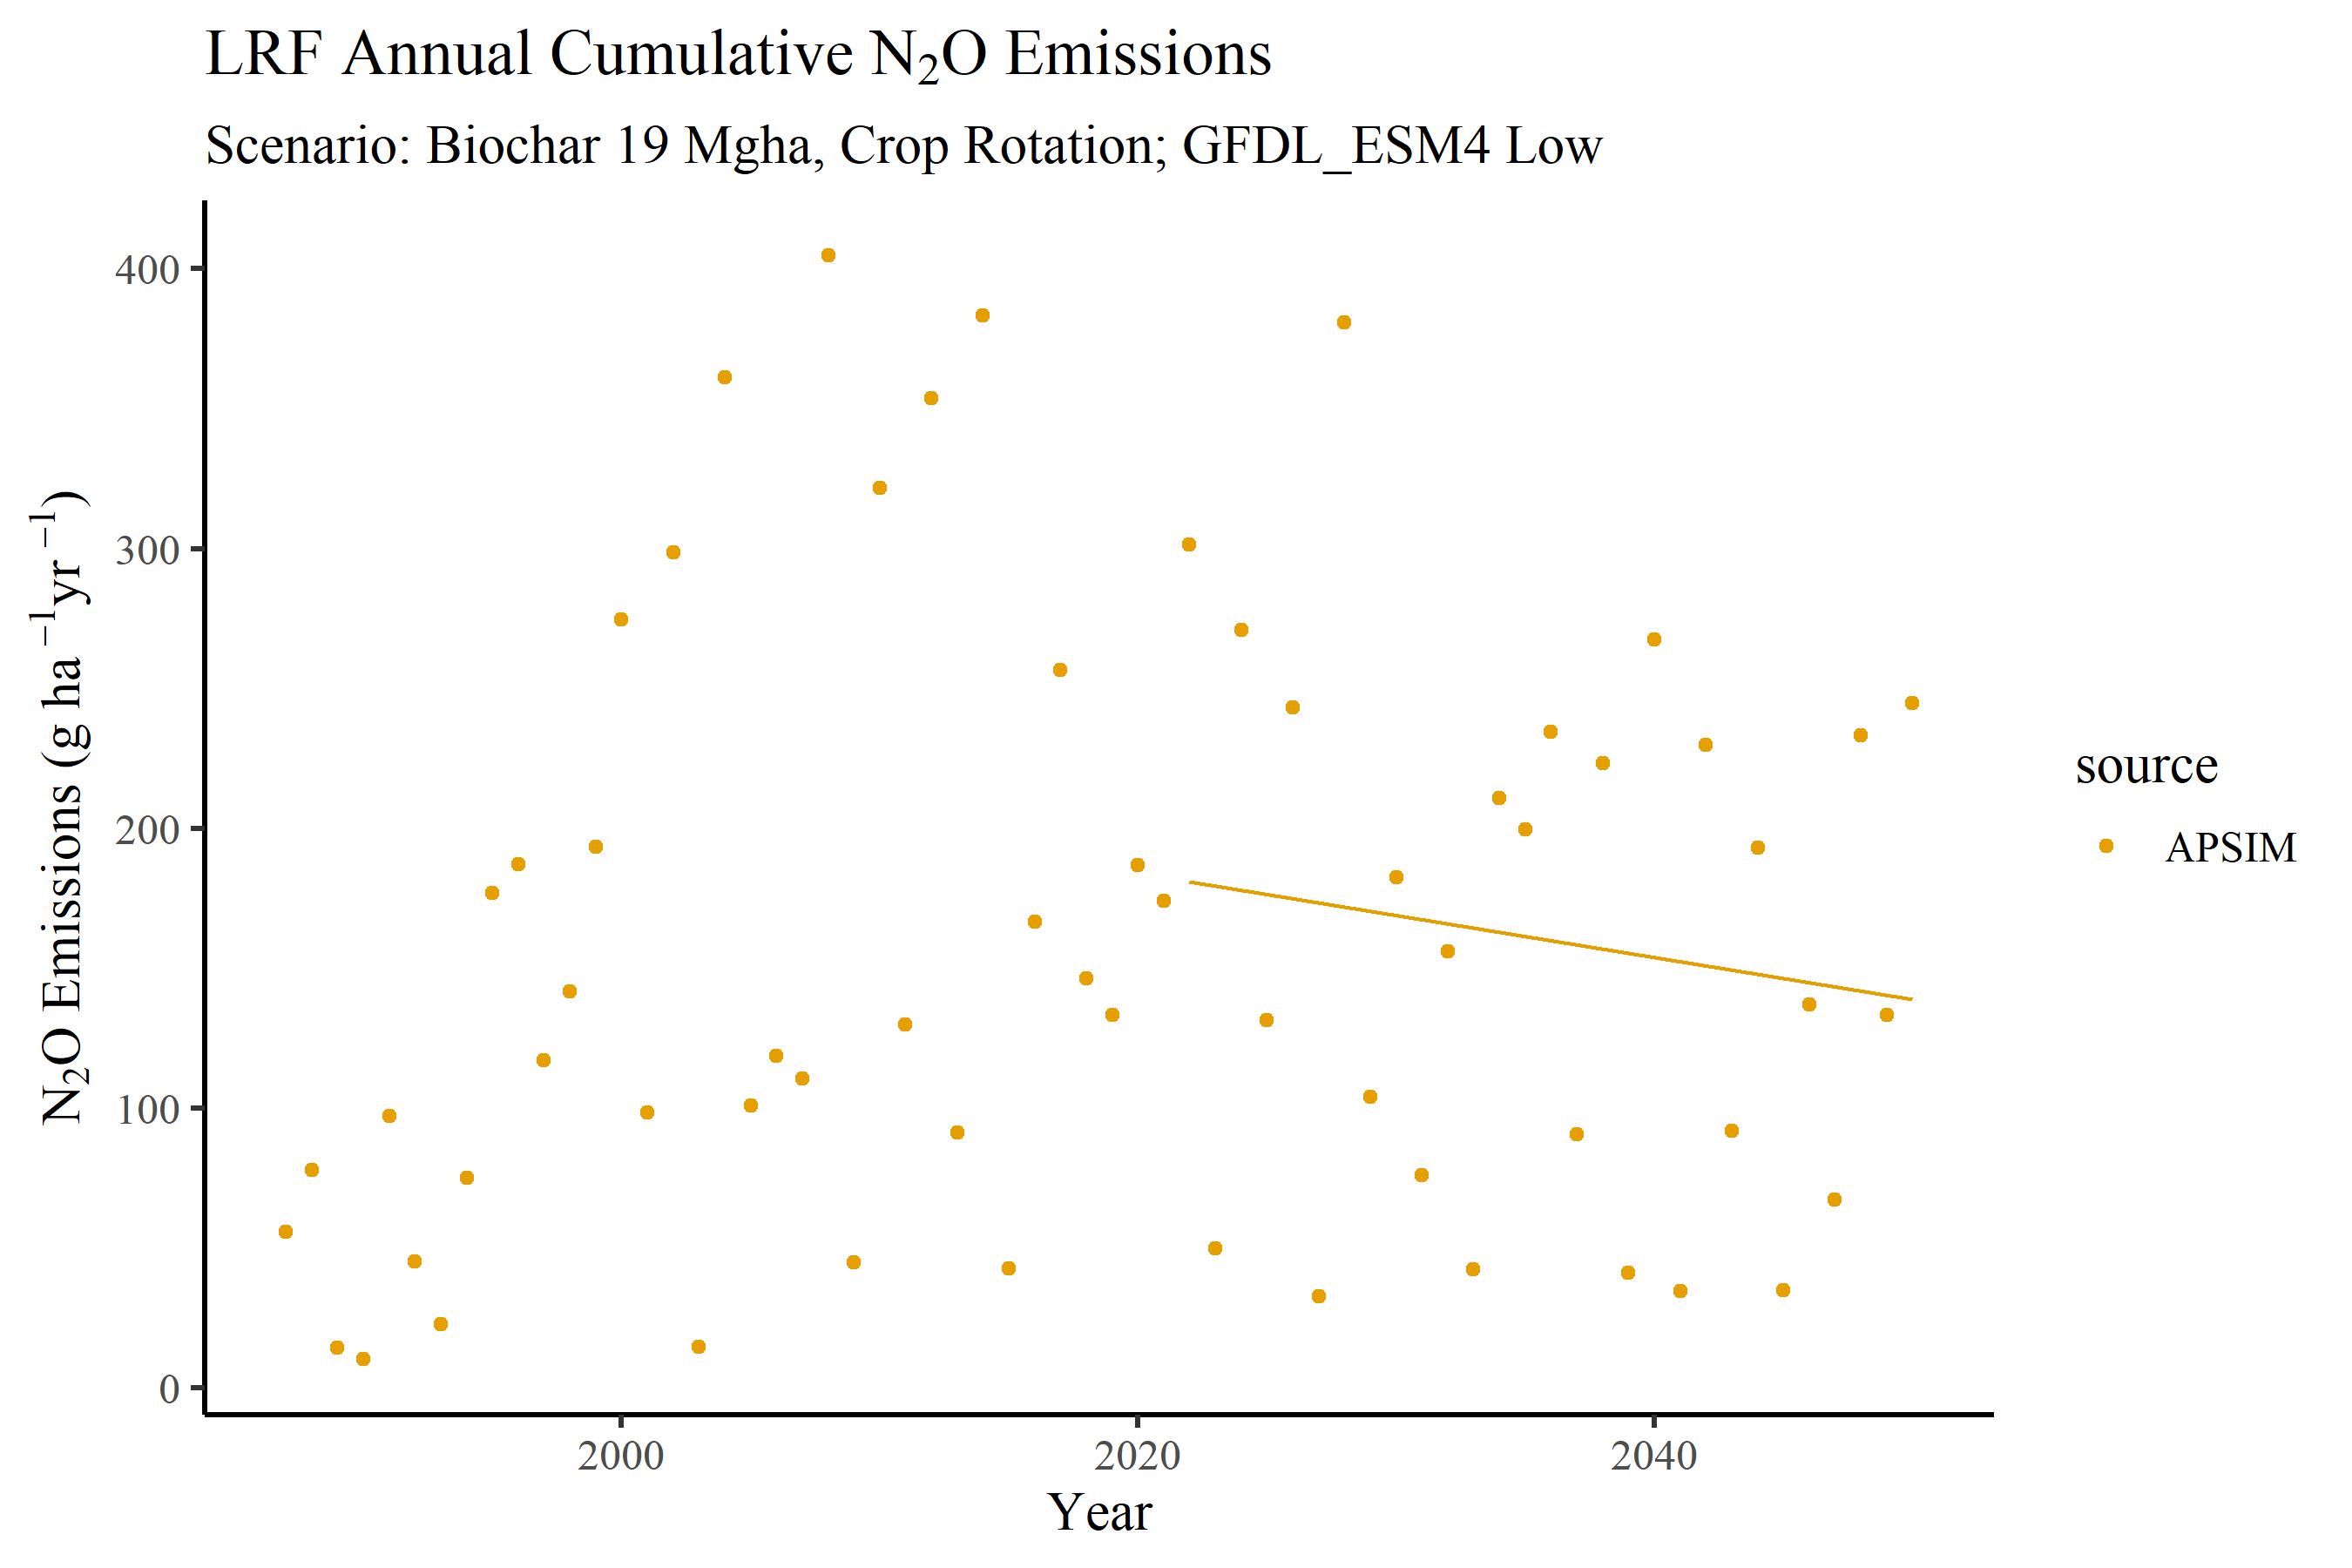 LRF Annual Cumulative N₂O Emissions
Scenario: Biochar 19 Mgha, Crop Rotation; GFDL_ESM4 Low
N₂O Emissions (g ha ⁻¹yr ⁻¹)
400
300
200
100
0
2000
2020
2040
Year
source
APSIM